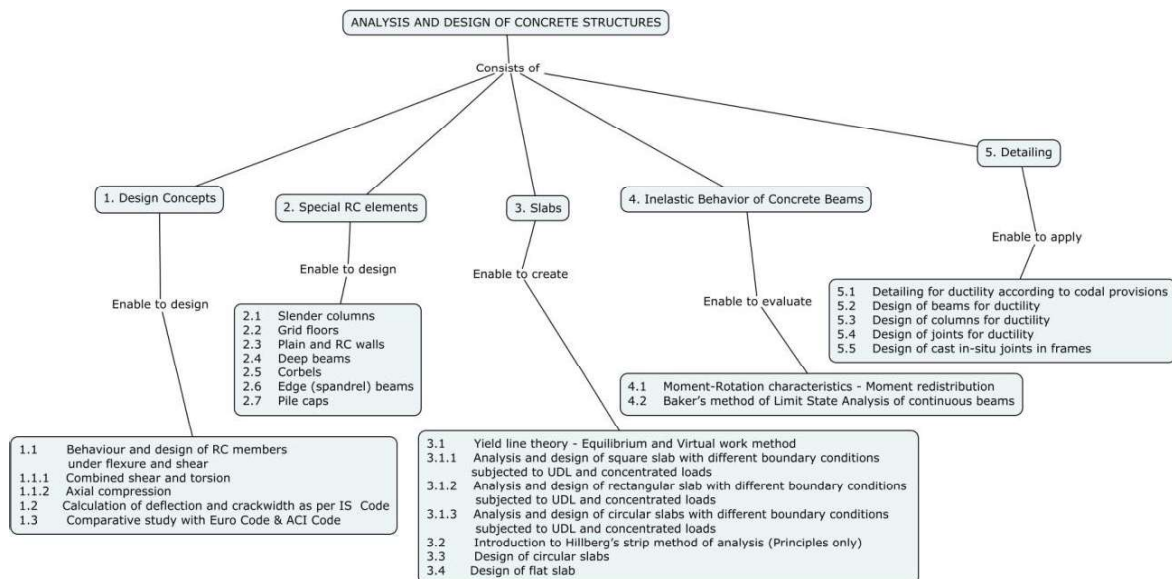 ANALYSIS AND DESIGN OF CONCRETE STRUCTURES
Consists of
1. Design Concepts
Enable to design
1.1 Behaviour and design of RC members
under flexure and shear
1.1.1 Combined shear and torsion
1.1.2 Axial compression
1.2 Calculation of deflection and crackwidth as per IS Code
1.3 Comparative study with Euro Code & ACI Code
2. Special RC elements
Enable to design
2.1 Slender columns
2.2 Grid floors
2.3 Plain and RC walls
2.4 Deep beams
2.5 Corbels
2.6 Edge (spandrel) beams
2.7 Pile caps
3. Slabs
Enable to create
3.1 Yield line theory - Equilibrium and Virtual work method
3.1.1 Analysis and design of square slab with different boundary conditions
subjected to UDL and concentrated loads
3.1.2 Analysis and design of rectangular slab with different boundary conditions
subjected to UDL and concentrated loads
3.1.3 Analysis and design of circular slabs with different boundary conditions
subjected to UDL and concentrated loads
3.2 Introduction to Hillberg's strip method of analysis (Principles only)
3.3 Design of circular slabs
3.4 Design of flat slab
4. Inelastic Behavior of Concrete Beams
Enable to evaluate
4.1 Moment-Rotation characteristics - Moment redistribution
4.2 Baker's method of Limit State Analysis of continuous beams
5. Detailing
Enable to apply
5.1 Detailing for ductility according to codal provisions
5.2 Design of beams for ductility
5.3 Design of columns for ductility
5.4 Design of joints for ductility
5.5 Design of cast in-situ joints in frames